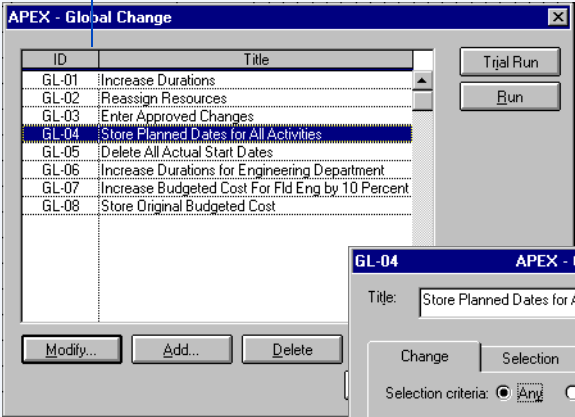 APEX - Global Change
ID Title
GL-01 Increase Durations
GL-02 Reassign Resources
GL-03 Enter Approved Changes
GL-04 Store Planned Dates for All Activities
GL-05 Delete All Actual Start Dates
GL-06 Increase Durations for Engineering Department
GL-07 Increase Budgeted Cost For Fld Eng by 10 Percent
GL-08 Store Original Budgeted Cost
Trial Run
Run
Modify... Add... Delete
GL-04 APEX -
Title: Store Planned Dates for
Change Selection
Selection criteria: Any